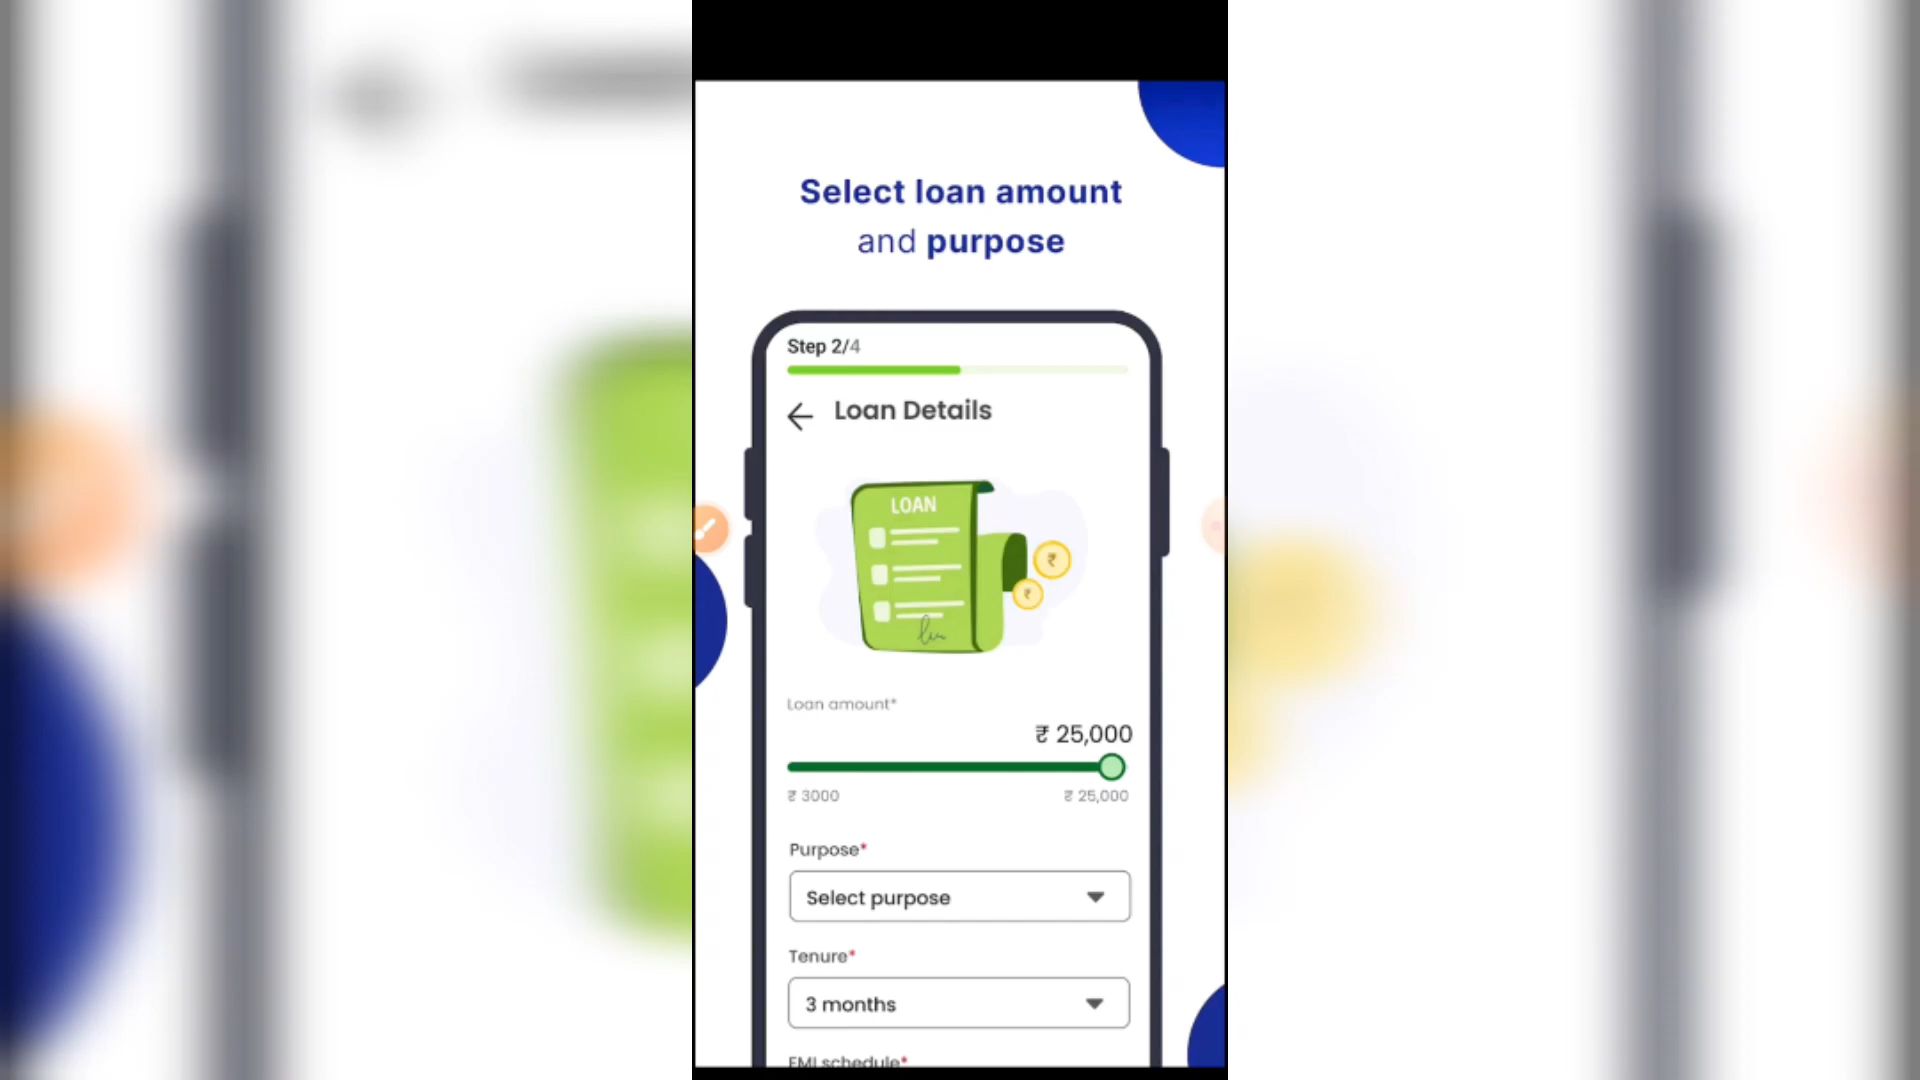 Select loan amount
and purpose
Step 2/4
Loan Details
LOAN
₹
₹
Loan amount*
₹ 25,000
₹ 3000
₹ 25,000
Purpose*
Select purpose
Tenure*
3 months
EMI schedule*